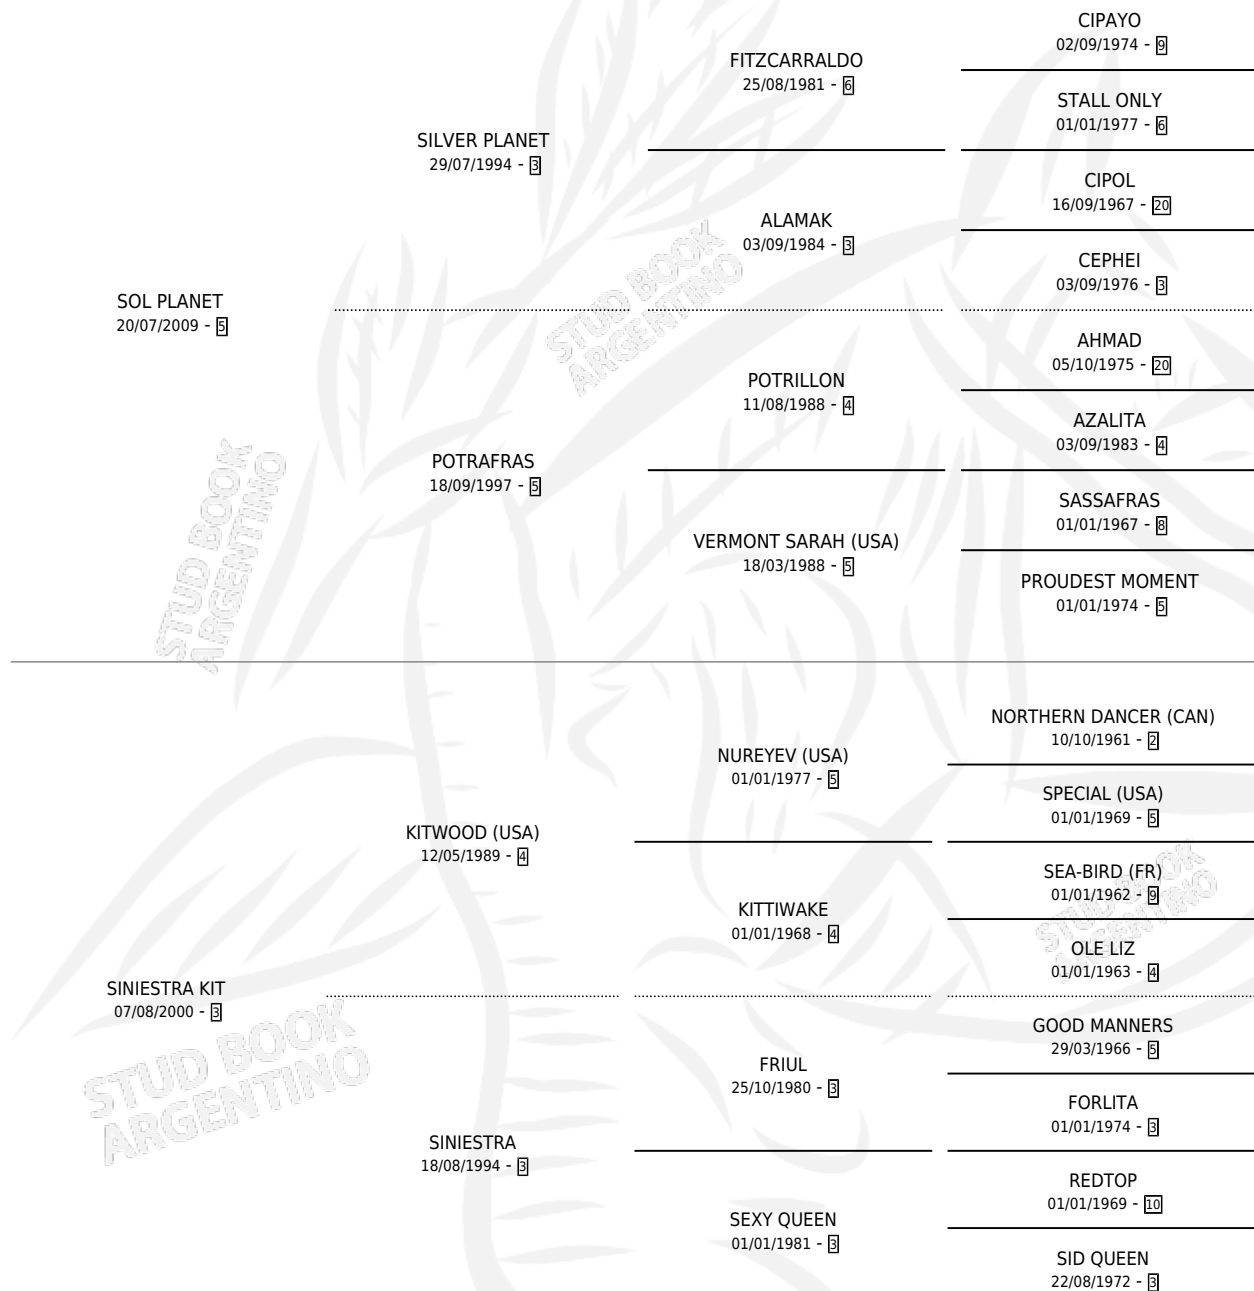 CIPAYO
02/09/1974 - 9
FITZCARRALDO
25/08/1981 - 6
STALL ONLY
01/01/1977 - 6
SILVER PLANET
29/07/1994 - 3
CIPOL
16/09/1967 - 20
ALAMAK
03/09/1984 - 3
CEPHEI
03/09/1976 - 3
SOL PLANET
20/07/2009 - 5
AHMAD
05/10/1975 - 20
POTRILLON
11/08/1988 - 4
AZALITA
03/09/1983 - 4
POTRAFRAS
18/09/1997 - 5
SASSAFRAS
01/01/1967 - 8
VERMONT SARAH (USA)
18/03/1988 - 5
PROUDEST MOMENT
01/01/1974 - 5
NORTHERN DANCER (CAN)
10/10/1961 - 2
NUREYEV (USA)
01/01/1977 - 5
SPECIAL (USA)
01/01/1969 - 5
KITWOOD (USA)
12/05/1989 - 4
SEA-BIRD (FR)
01/01/1962 - 9
KITTIWAKE
01/01/1968 - 4
OLE LIZ
01/01/1963 - 4
SINIESTRA KIT
07/08/2000 - 3
GOOD MANNERS
29/03/1966 - 5
FRIUL
25/10/1980 - 3
FORLITA
01/01/1974 - 3
SINIESTRA
18/08/1994 - 3
REDTOP
01/01/1969 - 10
SEXY QUEEN
01/01/1981 - 3
SID QUEEN
22/08/1972 - 3
STUD BOOK
ARGENTINO
STUD BOOK
ARGENTINO
STUD BOOK
ARGENTINO
STUD BOOK
ARGENTINO